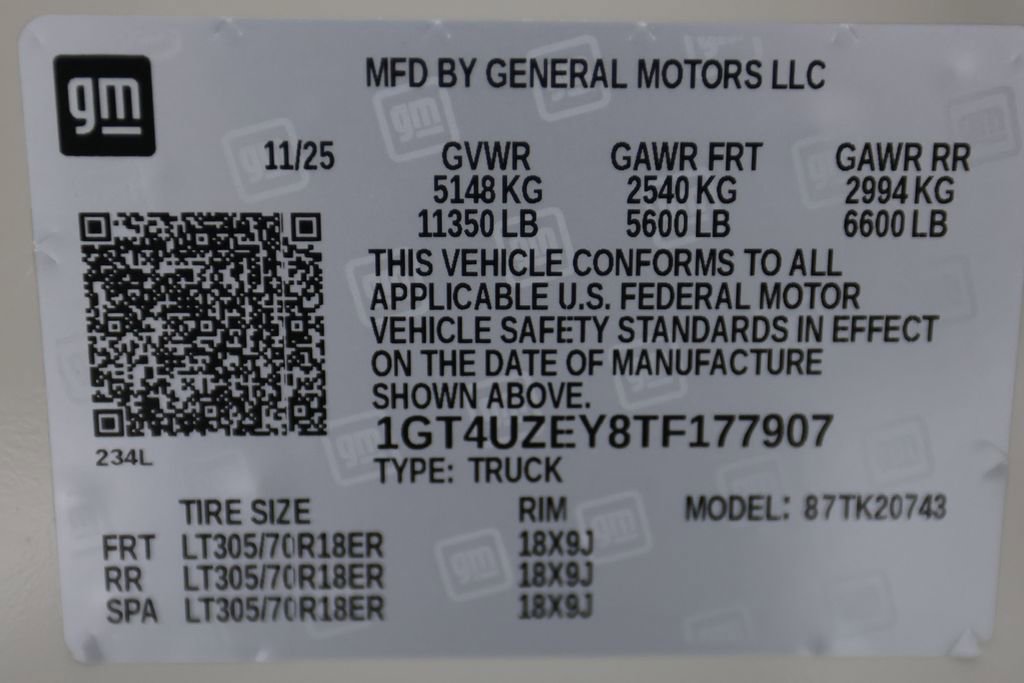 gm
MFD BY GENERAL MOTORS LLC
11/25 GVWR GAWR FRT GAWR RR
5148 KG 2540 KG 2994 KG
11350 LB 5600 LB 6600 LB
THIS VEHICLE CONFORMS TO ALL
APPLICABLE U.S. FEDERAL MOTOR
VEHICLE SAFETY STANDARDS IN EFFECT
ON THE DATE OF MANUFACTURE
SHOWN ABOVE.
1GT4UZEY8TF177907
234L
TYPE: TRUCK
TIRE SIZE RIM MODEL: 87TK20743
FRT LT305/70R18ER 18X9J
RR LT305/70R18ER 18X9J
SPA LT305/70R18ER 18X9J